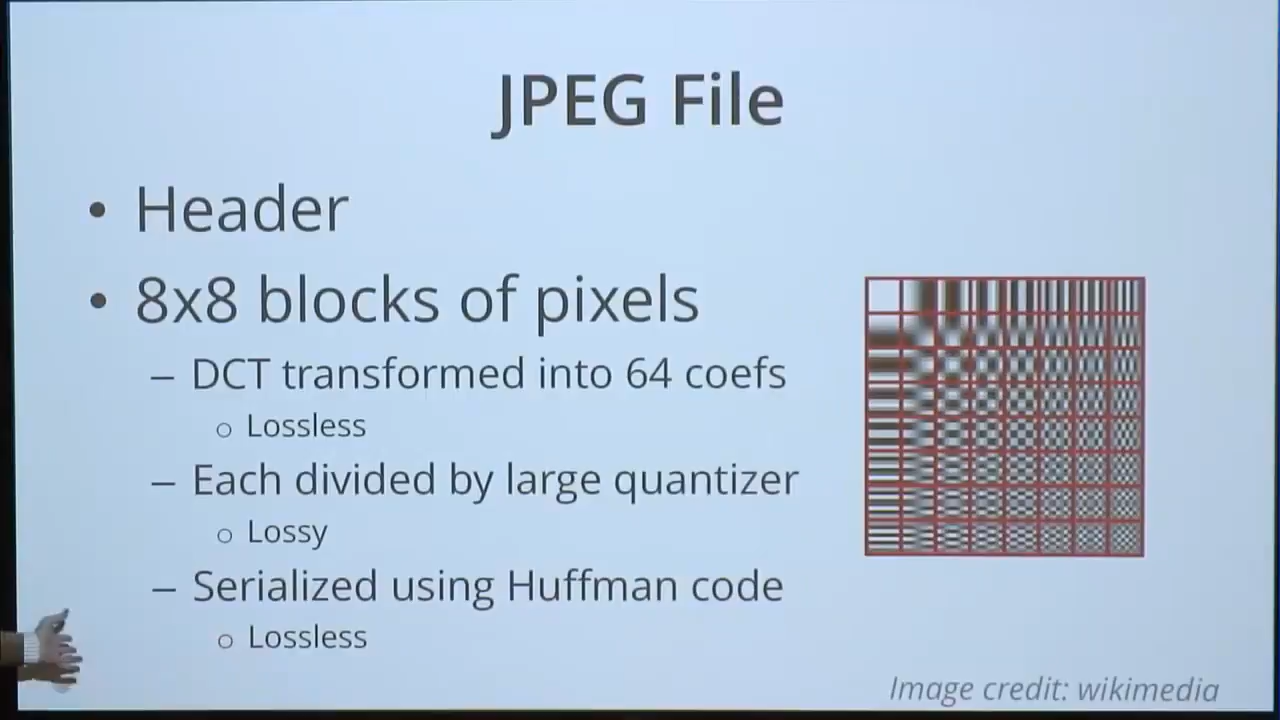 JPEG File
• Header
• 8x8 blocks of pixels
– DCT transformed into 64 coefs
○ Lossless
– Each divided by large quantizer
○ Lossy
– Serialized using Huffman code
○ Lossless
Image credit: wikimedia